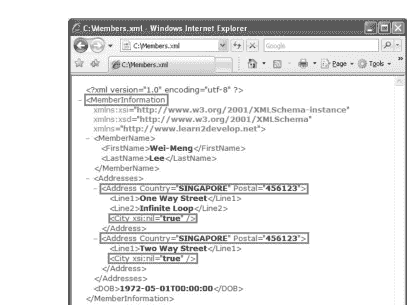 C:\Members.xml - Windows Internet Explorer
C:\Members.xml
Google
C:\Members.xml
Page
Tools
<?xml version="1.0" encoding="utf-8" ?>
- <MemberInformation
xmlns:xsi="http://www.w3.org/2001/XMLSchema-instance"
xmlns:xsd="http://www.w3.org/2001/XMLSchema"
xmlns="http://www.learn2develop.net">
- <MemberName>
<FirstName>Wei-Meng</FirstName>
<LastName>Lee</LastName>
</MemberName>
- <Addresses>
- <Address Country="SINGAPORE" Postal="456123">
<Line1>One Way Street</Line1>
<Line2>Infinite Loop</Line2>
<City xsi:nil="true" />
</Address>
- <Address Country="SINGAPORE" Postal="456123">
<Line1>Two Way Street</Line1>
<City xsi:nil="true" />
</Address>
</Addresses>
<DOB>1972-05-01T00:00:00</DOB>
</MemberInformation>